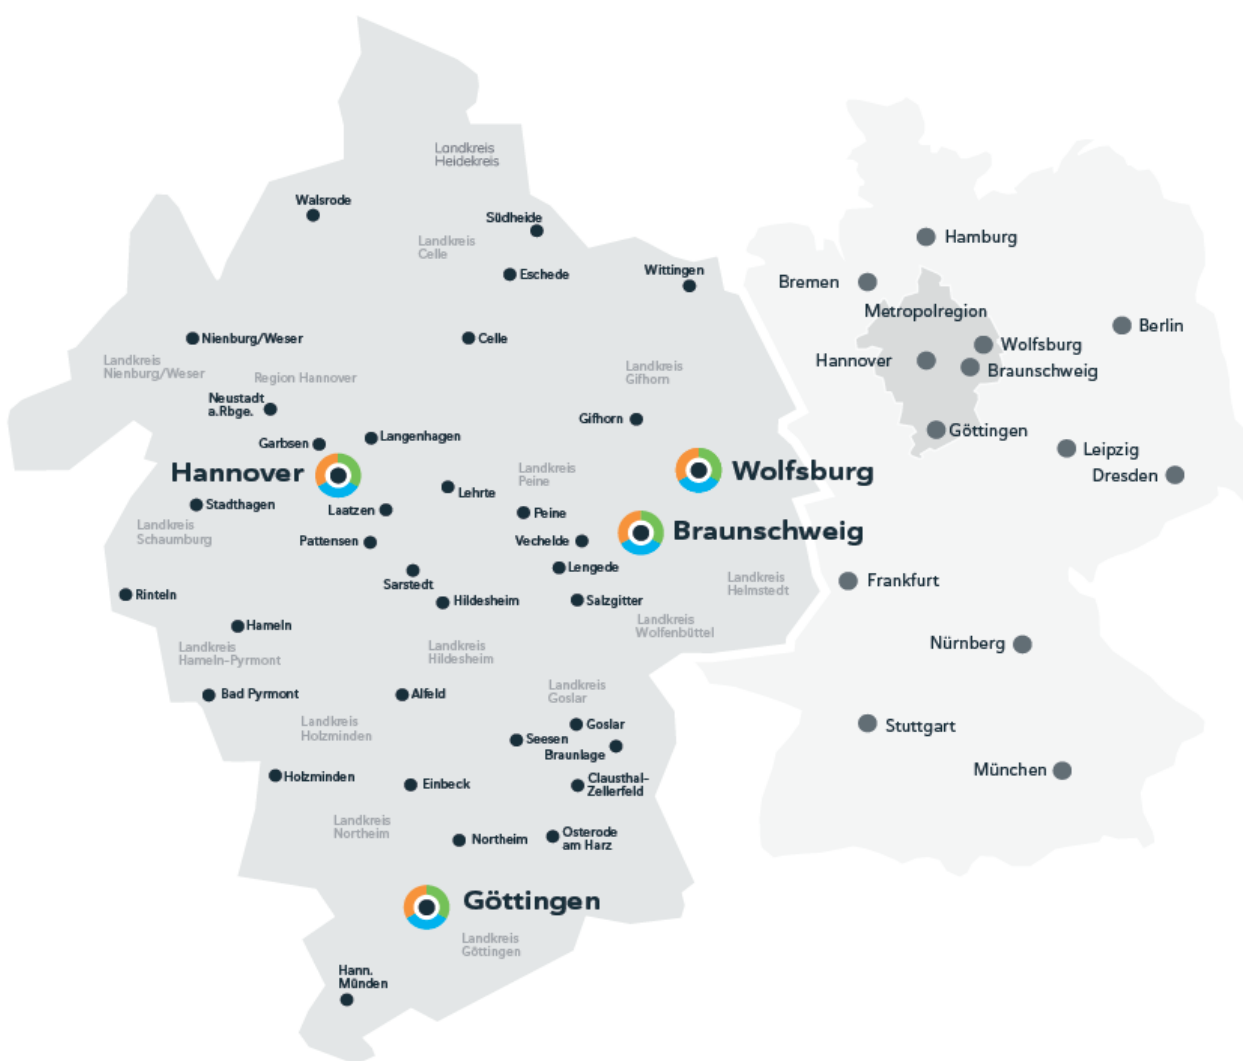 Landkreis
Heidekreis
Walsrode
Südheide
Landkreis
Celle
Eschede
Wittingen
Nienburg/Weser
Celle
Landkreis
Nienburg/Weser
Region Hannover
Landkreis
Gifhorn
Neustadt
a.Rbge.
Gifhorn
Garbsen
Langenhagen
Hannover
Wolfsburg
Landkreis
Peine
Lehrte
Stadthagen
Laatzen
Peine
Landkreis
Schaumburg
Pattensen
Vechelde
Braunschweig
Lengede
Sarstedt
Landkreis
Helmstedt
Rinteln
Hildesheim
Salzgitter
Hameln
Landkreis
Wolfenbüttel
Landkreis
Hameln-Pyrmont
Landkreis
Hildesheim
Bad Pyrmont
Alfeld
Landkreis
Goslar
Landkreis
Holzminden
Goslar
Seesen
Braunlage
Holzminden
Einbeck
Clausthal-
Zellerfeld
Landkreis
Northeim
Northeim
Osterode
am Harz
Göttingen
Landkreis
Göttingen
Hann.
Münden
Hamburg
Bremen
Metropolregion
Berlin
Wolfsburg
Hannover
Braunschweig
Göttingen
Leipzig
Dresden
Frankfurt
Nürnberg
Stuttgart
München